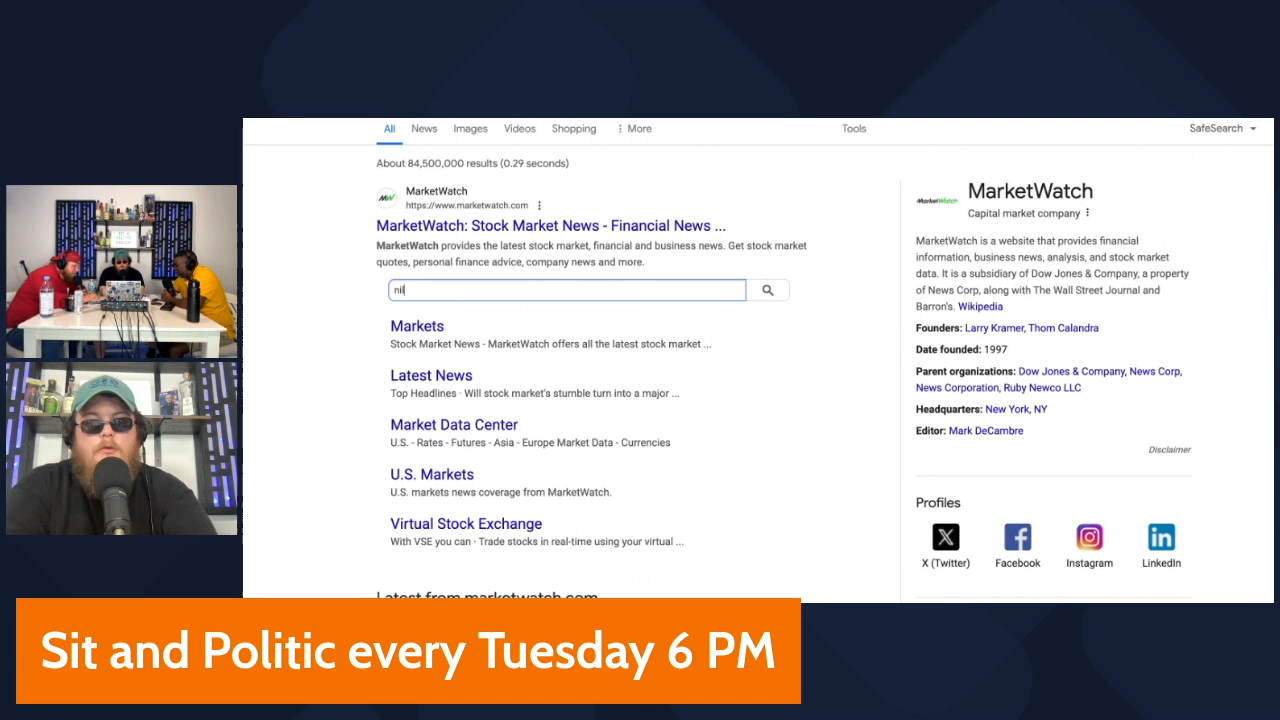 All News Images Videos Shopping More Tools SafeSearch
About 84,500,000 results (0.29 seconds)
MarketWatch
https://www.marketwatch.com
MarketWatch: Stock Market News - Financial News ...
MarketWatch provides the latest stock market, financial and business news. Get stock market
quotes, personal finance advice, company news and more.
nil
Markets
Stock Market News - MarketWatch offers all the latest stock market ...
Latest News
Top Headlines · Will stock market's stumble turn into a major ...
Market Data Center
U.S. - Rates - Futures - Asia - Europe Market Data - Currencies
U.S. Markets
U.S. markets news coverage from MarketWatch.
Virtual Stock Exchange
With VSE you can · Trade stocks in real-time using your virtual ...
Latest from marketwatch.com
MarketWatch
MarketWatch
Capital market company
MarketWatch is a website that provides financial
information, business news, analysis, and stock market
data. It is a subsidiary of Dow Jones & Company, a property
of News Corp, along with The Wall Street Journal and
Barron's. Wikipedia
Founders: Larry Kramer, Thom Calandra
Date founded: 1997
Parent organizations: Dow Jones & Company, News Corp,
News Corporation, Ruby Newco LLC
Headquarters: New York, NY
Editor: Mark DeCambre
Disclaimer
Profiles
X (Twitter) Facebook Instagram LinkedIn
Sit and Politic every Tuesday 6 PM